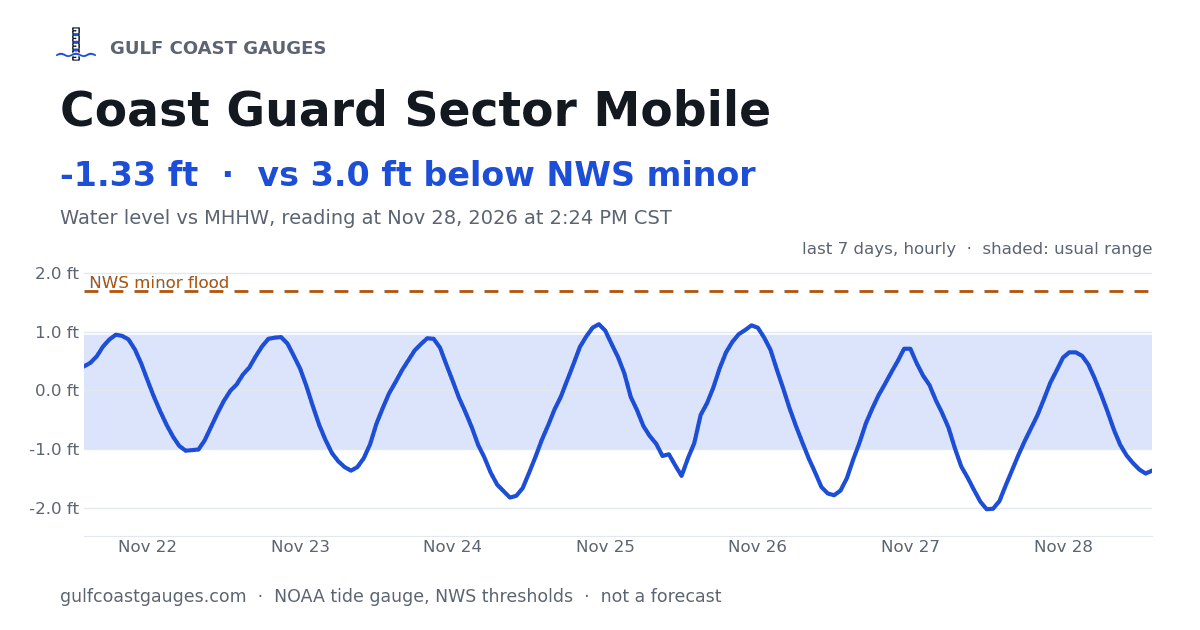 GULF COAST GAUGES
Coast Guard Sector Mobile
-1.33 ft · vs 3.0 ft below NWS minor
Water level vs MHHW, reading at Nov 28, 2026 at 2:24 PM CST
last 7 days, hourly · shaded: usual range
2.0 ft
NWS minor flood
1.0 ft
0.0 ft
-1.0 ft
-2.0 ft
Nov 22 Nov 23 Nov 24 Nov 25 Nov 26 Nov 27 Nov 28
gulfcoastgauges.com · NOAA tide gauge, NWS thresholds · not a forecast